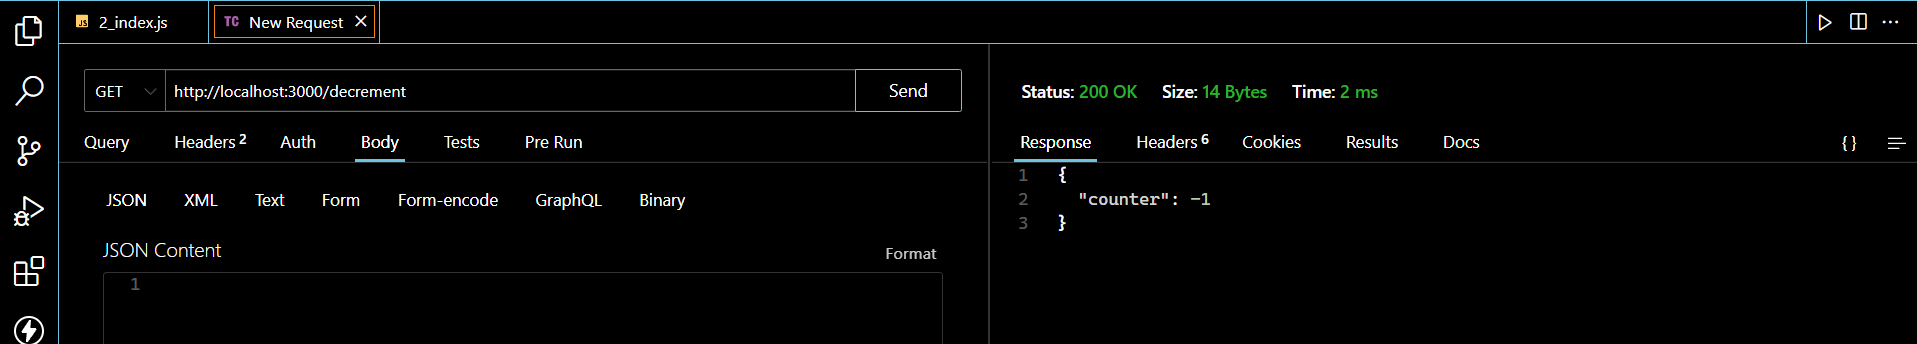 JS 2_index.js TC New Request
GET http://localhost:3000/decrement Send
Query Headers 2 Auth Body Tests Pre Run
JSON XML Text Form Form-encode GraphQL Binary
JSON Content Format
1
Status: 200 OK Size: 14 Bytes Time: 2 ms
Response Headers 6 Cookies Results Docs {}
1 {
2 "counter": -1
3 }